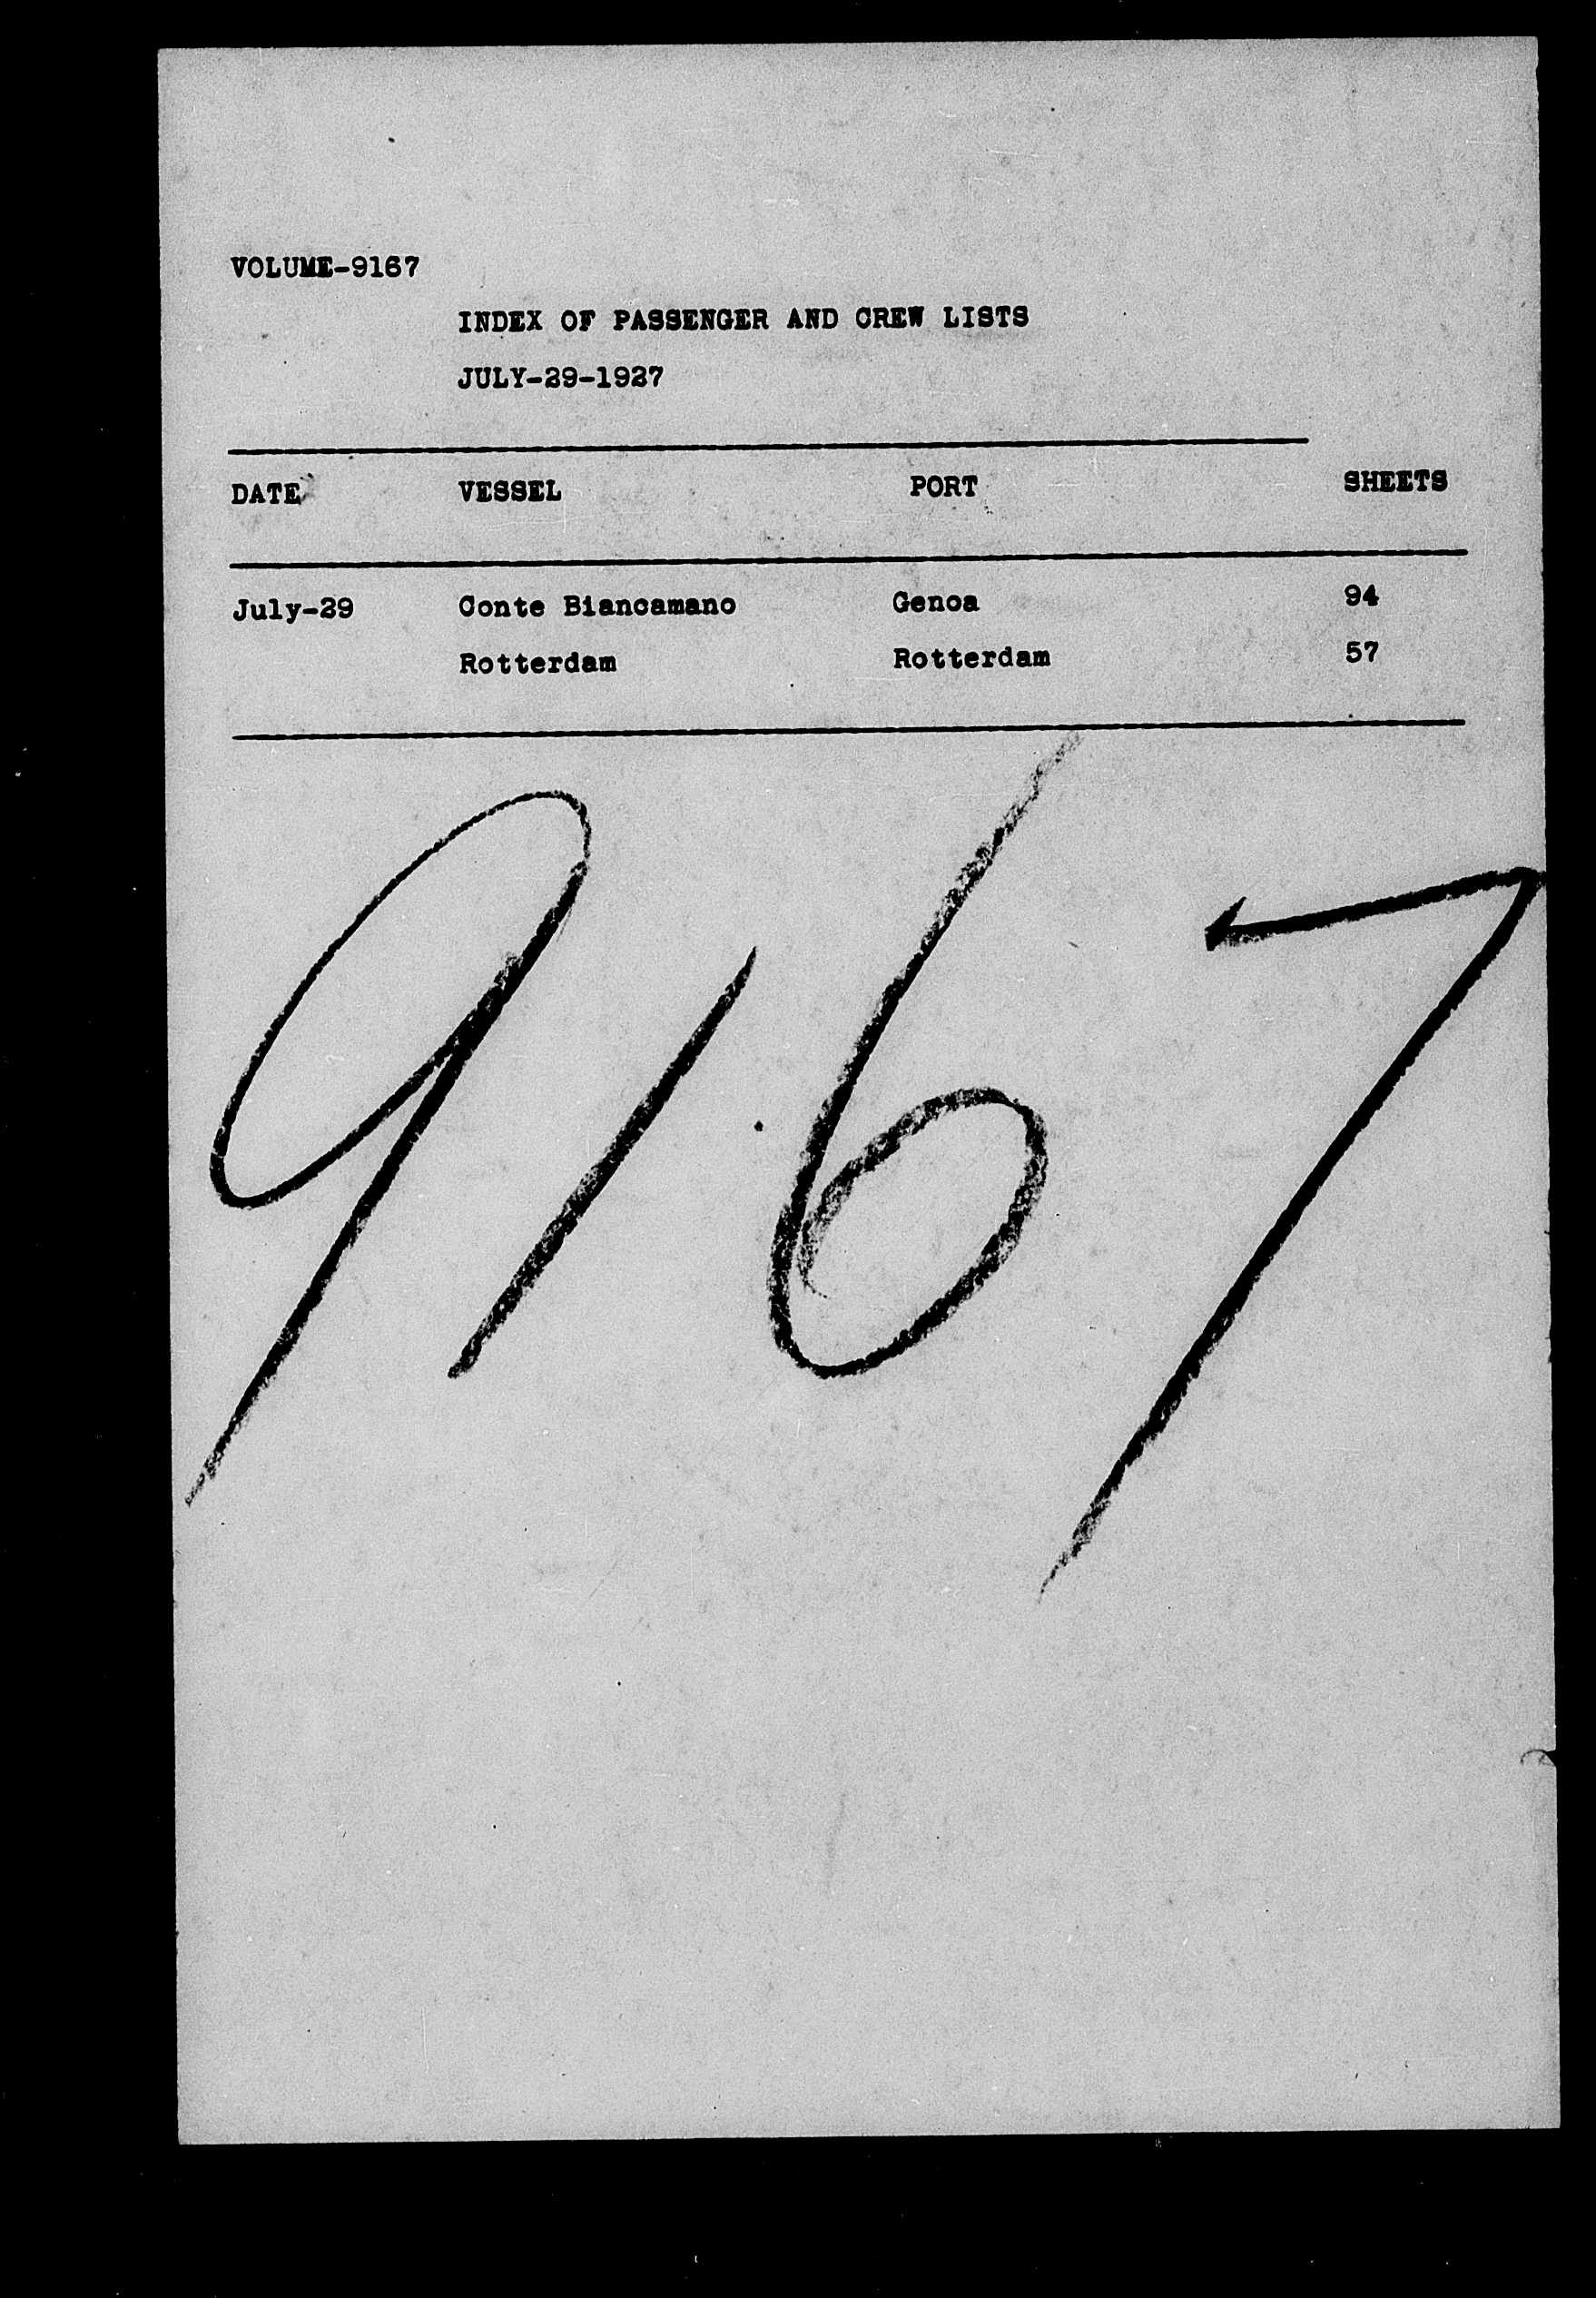 VOLUME-9167
INDEX OF PASSENGER AND CREW LISTS
JULY-29-1927
DATE VESSEL PORT SHEETS
July-29 Conte Biancamano Genoa 94
Rotterdam Rotterdam 57
9167